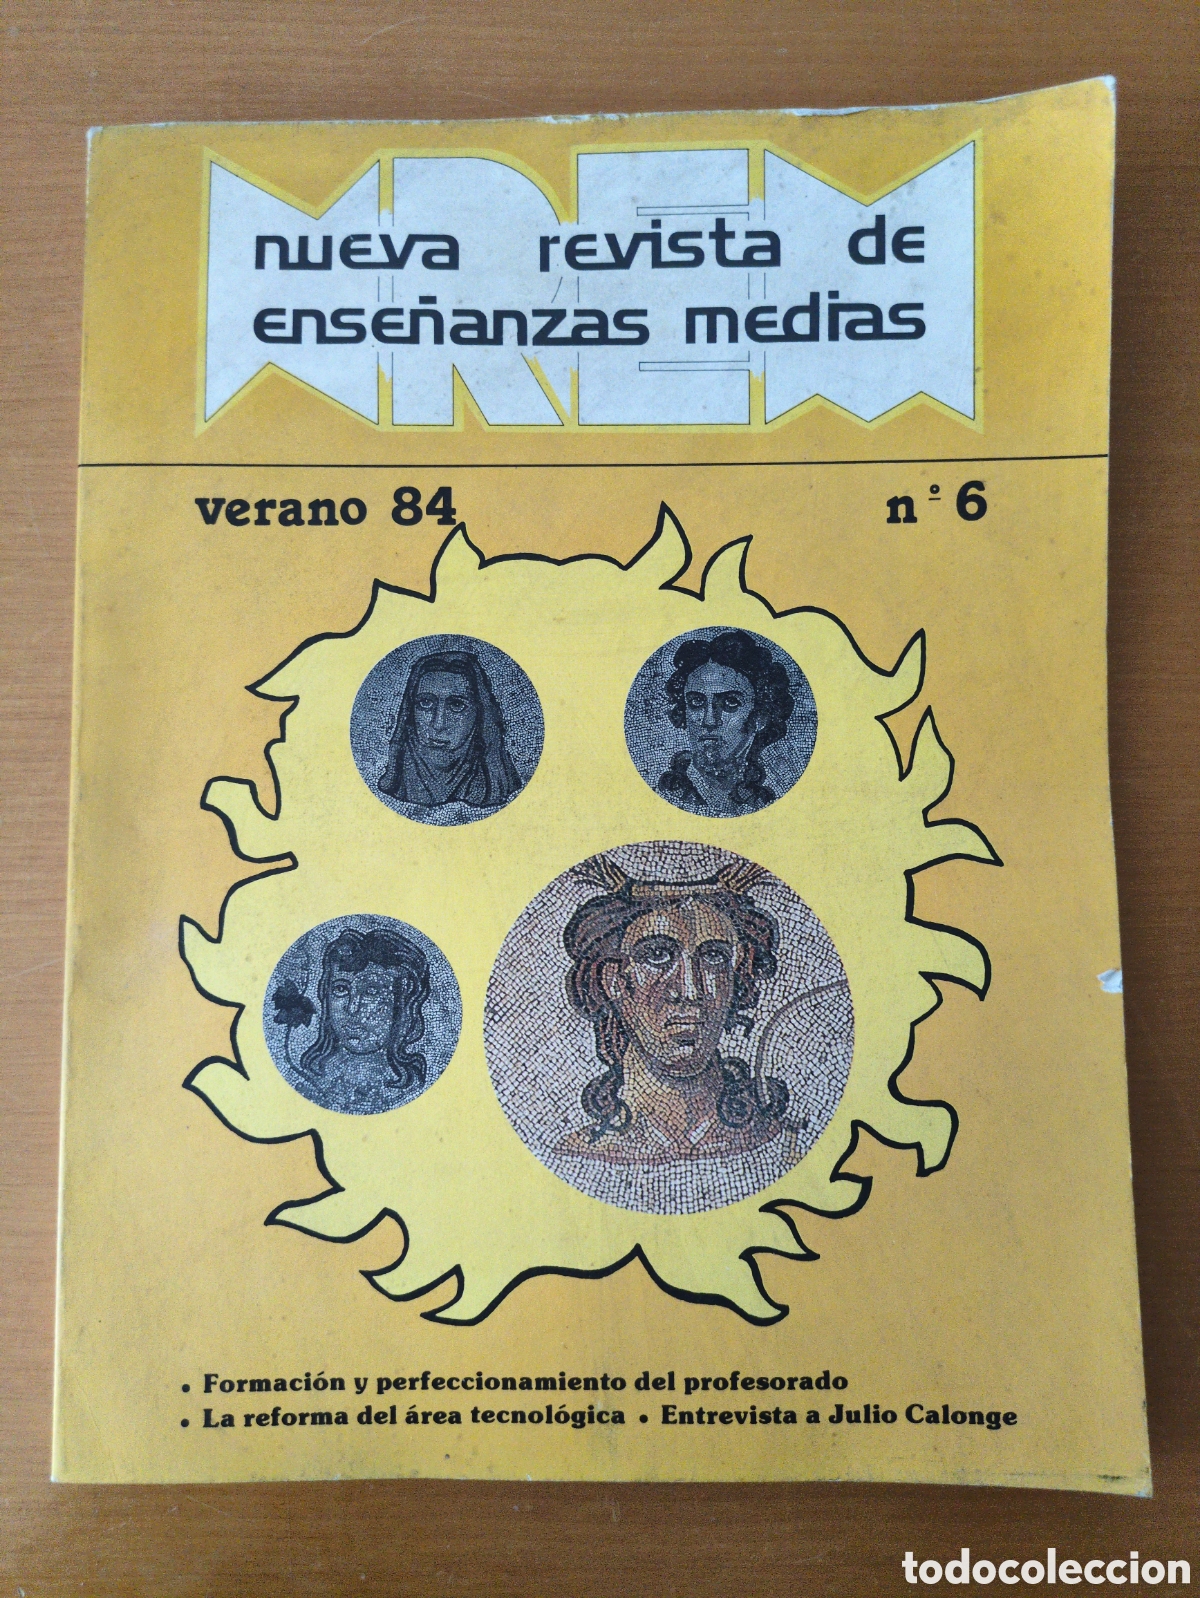 NREM
nueva revista de
enseñanzas medias
verano 84
nº 6
• Formación y perfeccionamiento del profesorado
• La reforma del área tecnológica • Entrevista a Julio Calonge
todocoleccion